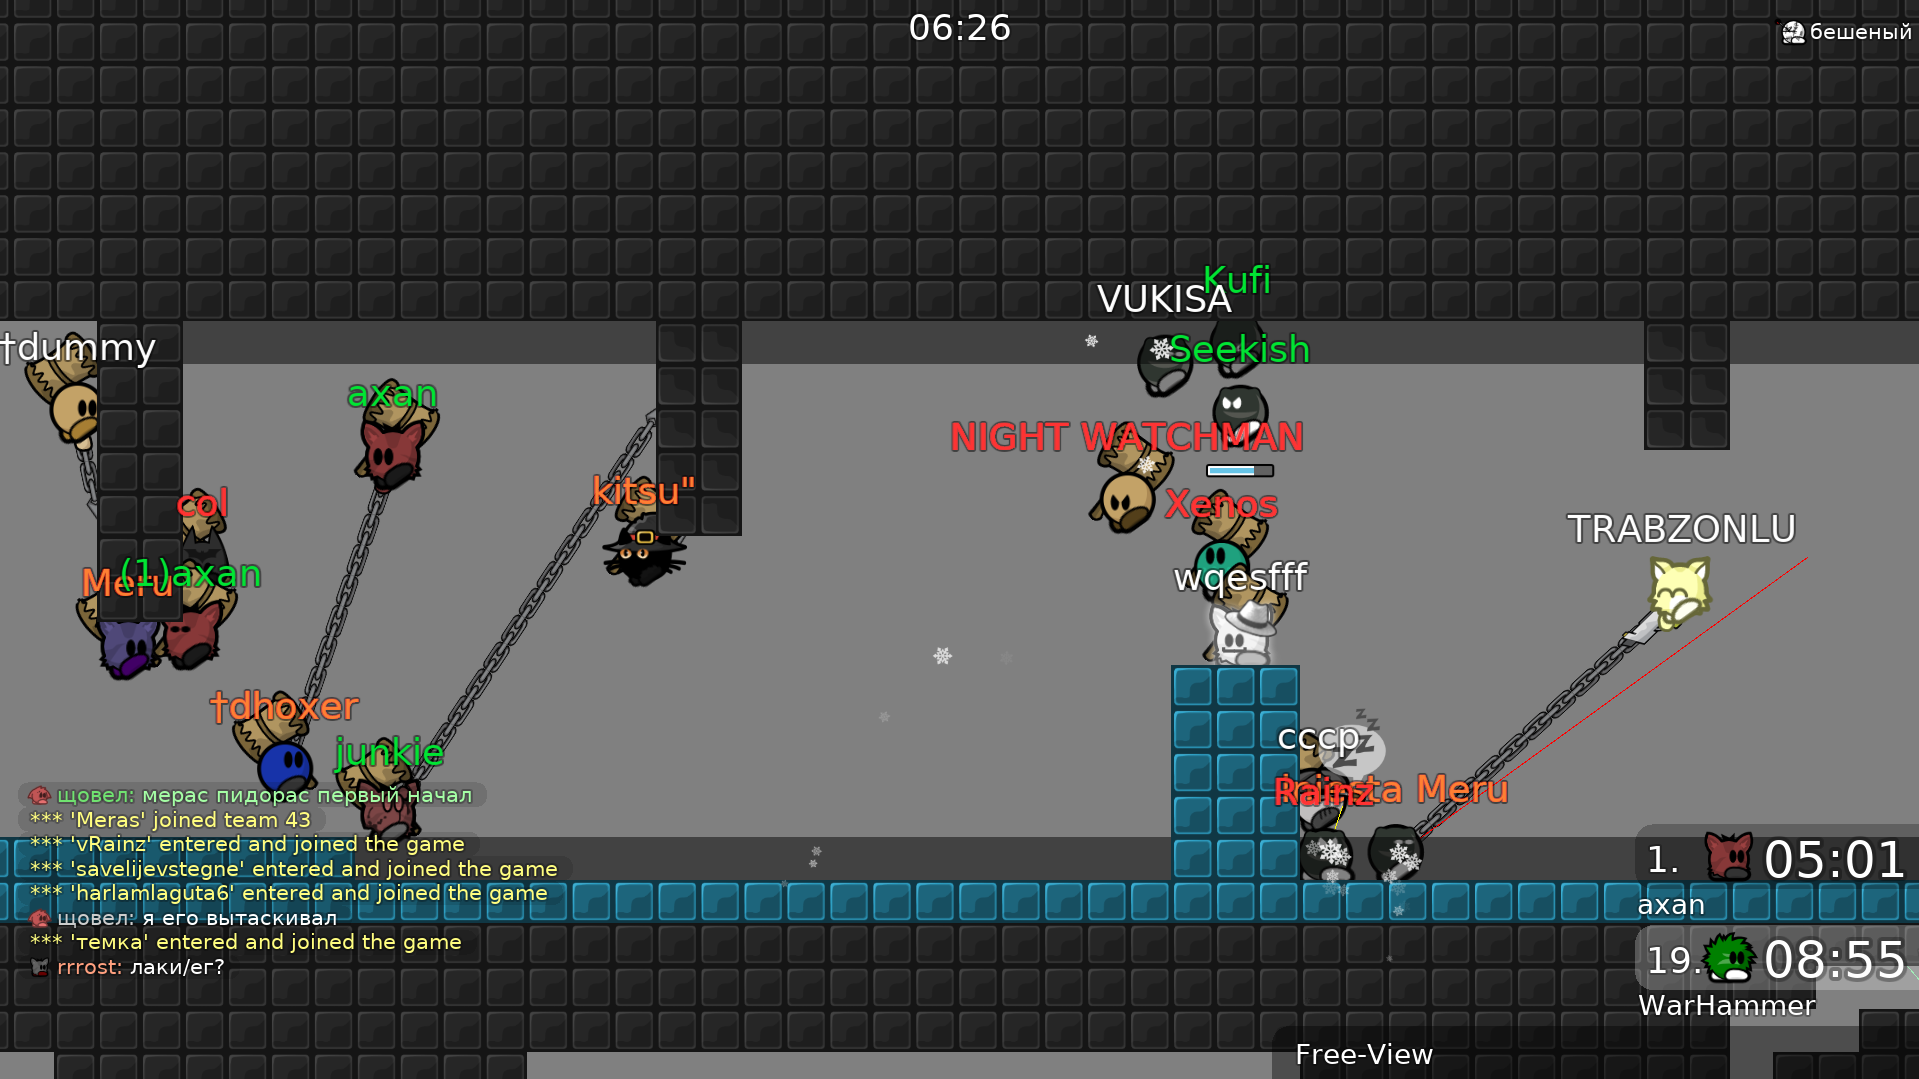 06:26
бешеный
Kufi
VUKISA
†dummy
Seekish
axan
NIGHT WATCHMAN
kitsu"
col
Xenos
TRABZONLU
(1)axan
Meru
wqesfff
†dhoxer
cccp
junkie
Rainz
Meru
щовел: мерас пидорас первый начал
*** 'Meras' joined team 43
*** 'vRainz' entered and joined the game
*** 'savelijevstegne' entered and joined the game
*** 'harlamlaguta6' entered and joined the game
щовел: я его вытаскивал
*** 'темка' entered and joined the game
rrrost: лаки/ег?
1. 05:01
axan
19. 08:55
WarHammer
Free-View